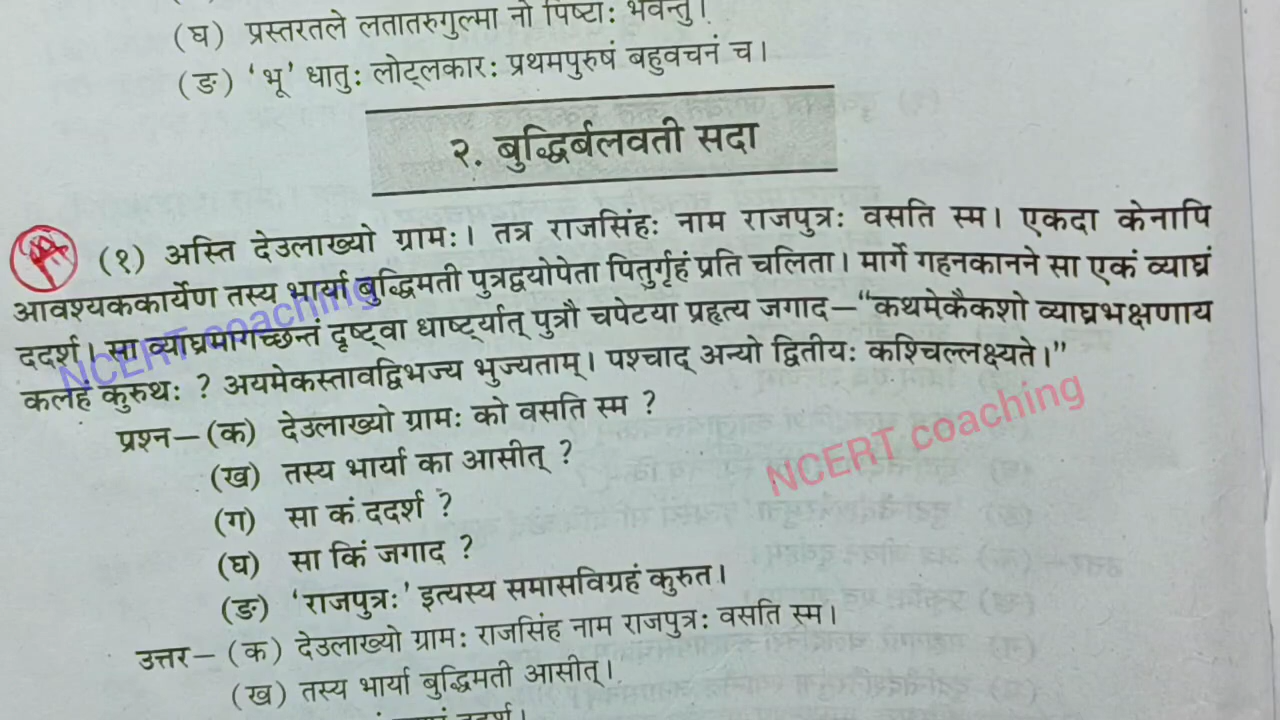 (घ) प्रस्तरतले लतातरुगुल्मा नो पिष्टाः भवन्तु।
(ङ) 'भू' धातुः लोट्लकारः प्रथमपुरुषं बहुवचनं च।
२. बुद्धिर्बलवती सदा
(१) अस्ति देउलाख्यो ग्रामः। तत्र राजसिंहः नाम राजपुत्रः वसति स्म। एकदा केनापि
आवश्यककार्येण तस्य भार्या बुद्धिमती पुत्रद्वयोपेता पितुर्गृहं प्रति चलिता। मार्गे गहनकानने सा एकं व्याघ्रं
ददर्श। सा व्याघ्रमागच्छन्तं दृष्ट्वा धार्ष्ट्यात् पुत्रौ चपेटया प्रहृत्य जगाद–"कथमेकैकशो व्याघ्रभक्षणाय
कलहं कुरुथः ? अयमेकस्तावद्विभज्य भुज्यताम्। पश्चाद् अन्यो द्वितीयः कश्चिल्लक्ष्यते।"
NCERT coaching
प्रश्न–(क) देउलाख्यो ग्रामः को वसति स्म ?
(ख) तस्य भार्या का आसीत् ?
NCERT coaching
(ग) सा कं ददर्श ?
(घ) सा किं जगाद ?
(ङ) 'राजपुत्रः' इत्यस्य समासविग्रहं कुरुत।
उत्तर–(क) देउलाख्यो ग्रामः राजसिंह नाम राजपुत्रः वसति स्म।
(ख) तस्य भार्या बुद्धिमती आसीत्।